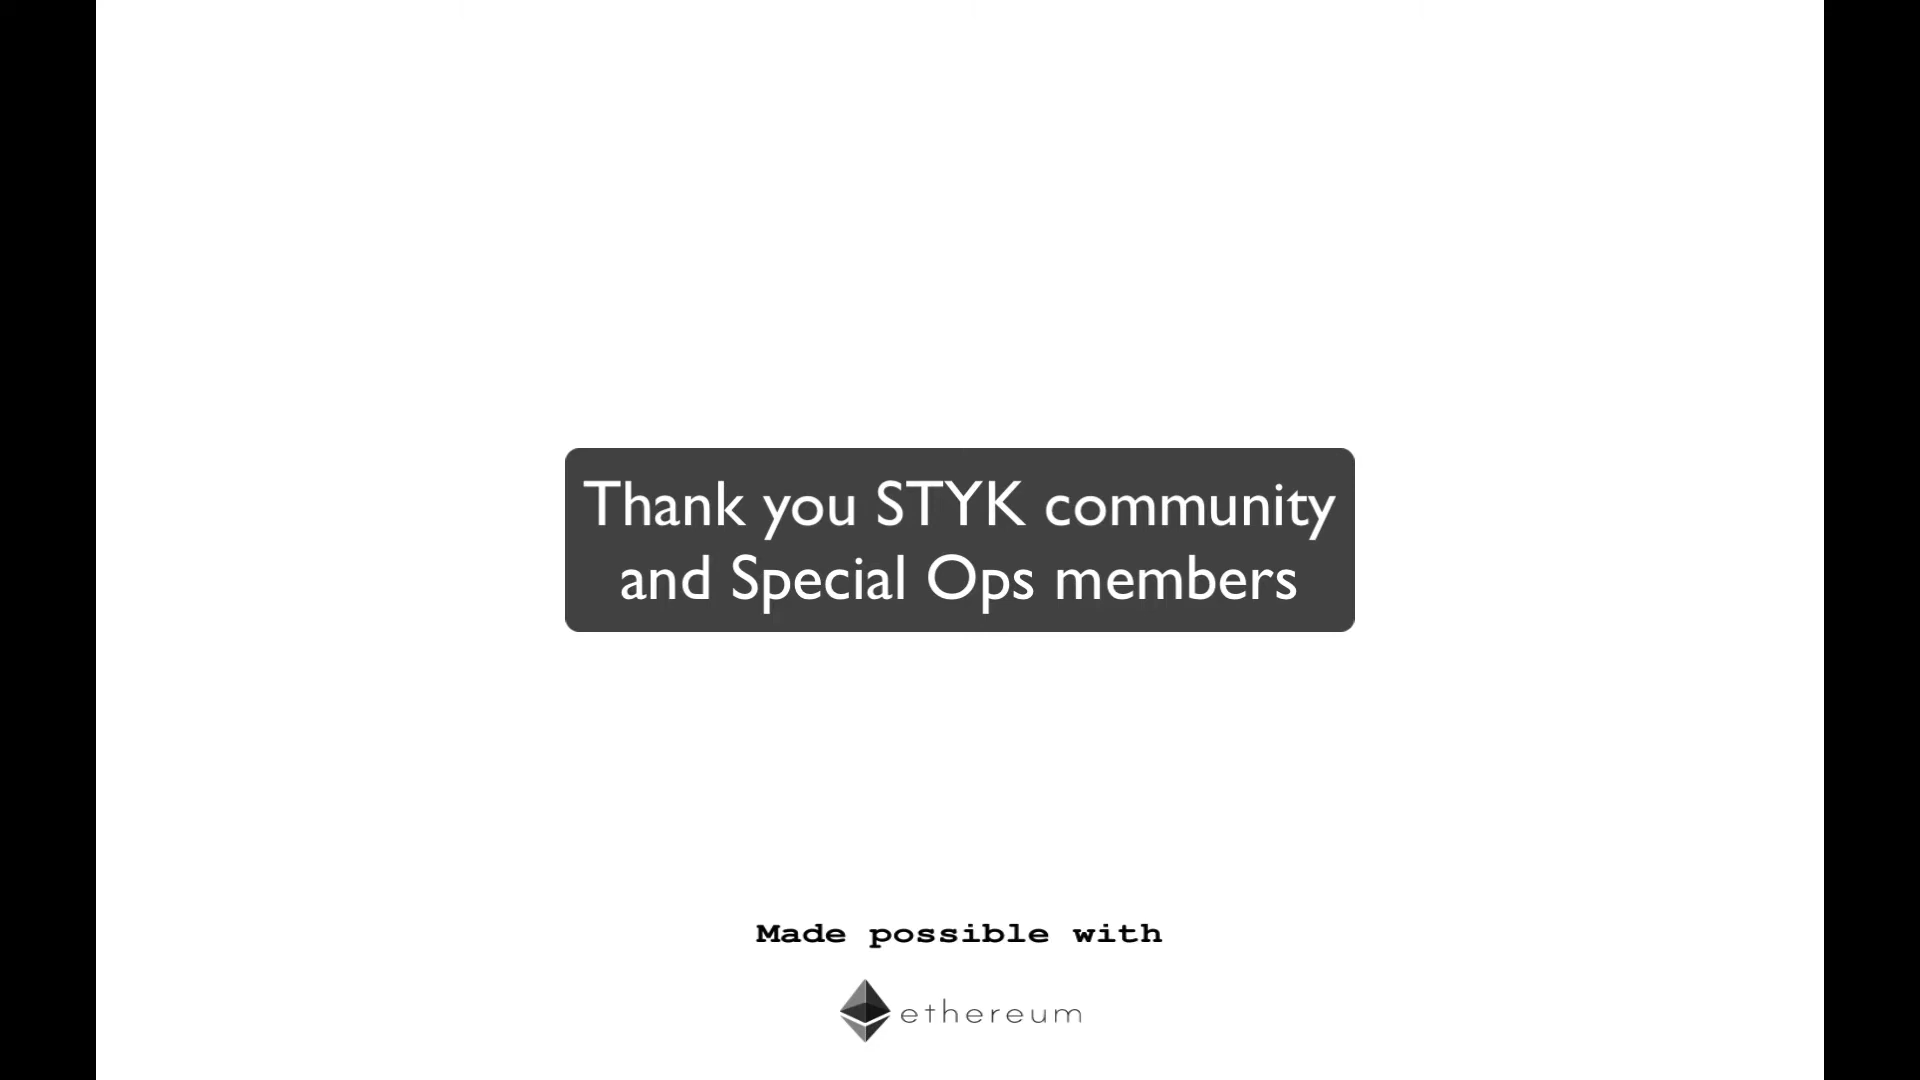 Thank you STYK community
and Special Ops members
Made possible with
ethereum